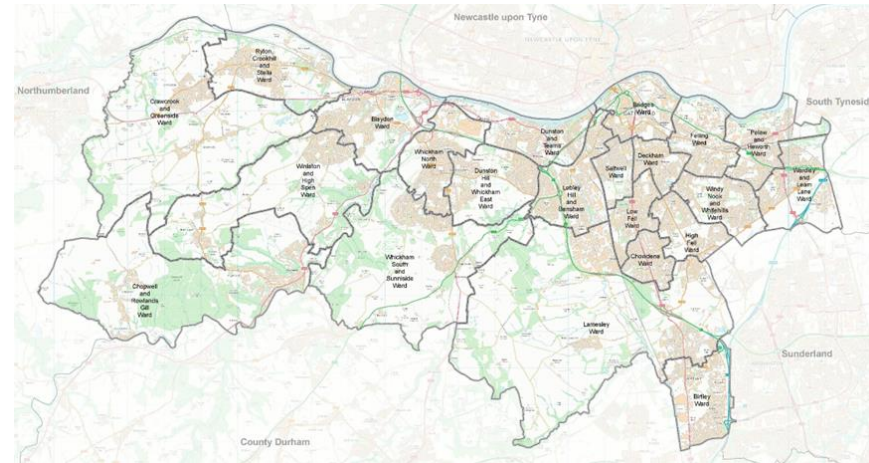 Newcastle upon Tyne
NEWCASTLE UPON TYNE
Northumberland
South Tyneside
Ryton,
Crookhill
and
Stella
Ward
Crawcrook
and
Greenside
Ward
Blaydon
Ward
Winlaton
and
High
Spen
Ward
Whickham
North
Ward
Dunston
Hill
and
Whickham
East
Ward
Dunston
and
Teams
Ward
Bridges
Ward
Felling
Ward
Pelaw
and
Heworth
Ward
Wardley
and
Leam
Lane
Ward
Saltwell
Ward
Deckham
Ward
Lobley
Hill
and
Bensham
Ward
Low
Fell
Ward
Windy
Nook
and
Whitehills
Ward
High
Fell
Ward
Chowdene
Ward
Whickham
South
and
Sunniside
Ward
Chopwell
and
Rowlands
Gill
Ward
Lamesley
Ward
Birtley
Ward
Sunderland
County Durham